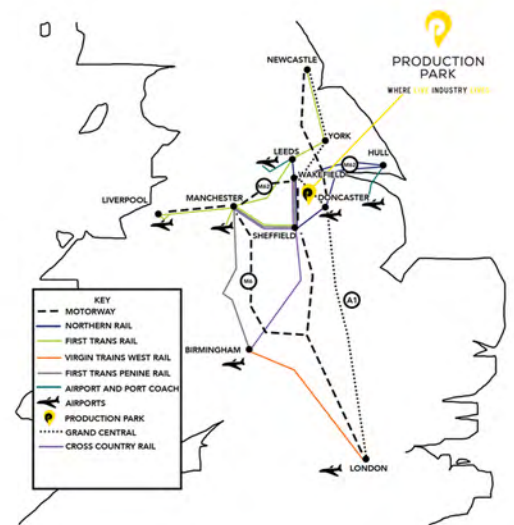 NEWCASTLE
PRODUCTION
PARK
WHERE LIVE INDUSTRY
YORK
LEEDS
HULL
M62
WAKEFIELD
M62
DONCASTER
LIVERPOOL
MANCHESTER
SHEFFIELD
M6
A1
KEY
MOTORWAY
NORTHERN RAIL
FIRST TRANS RAIL
VIRGIN TRAINS WEST RAIL
FIRST TRANS PENINE RAIL
AIRPORT AND PORT COACH
AIRPORTS
PRODUCTION PARK
GRAND CENTRAL
CROSS COUNTRY RAIL
BIRMINGHAM
LONDON